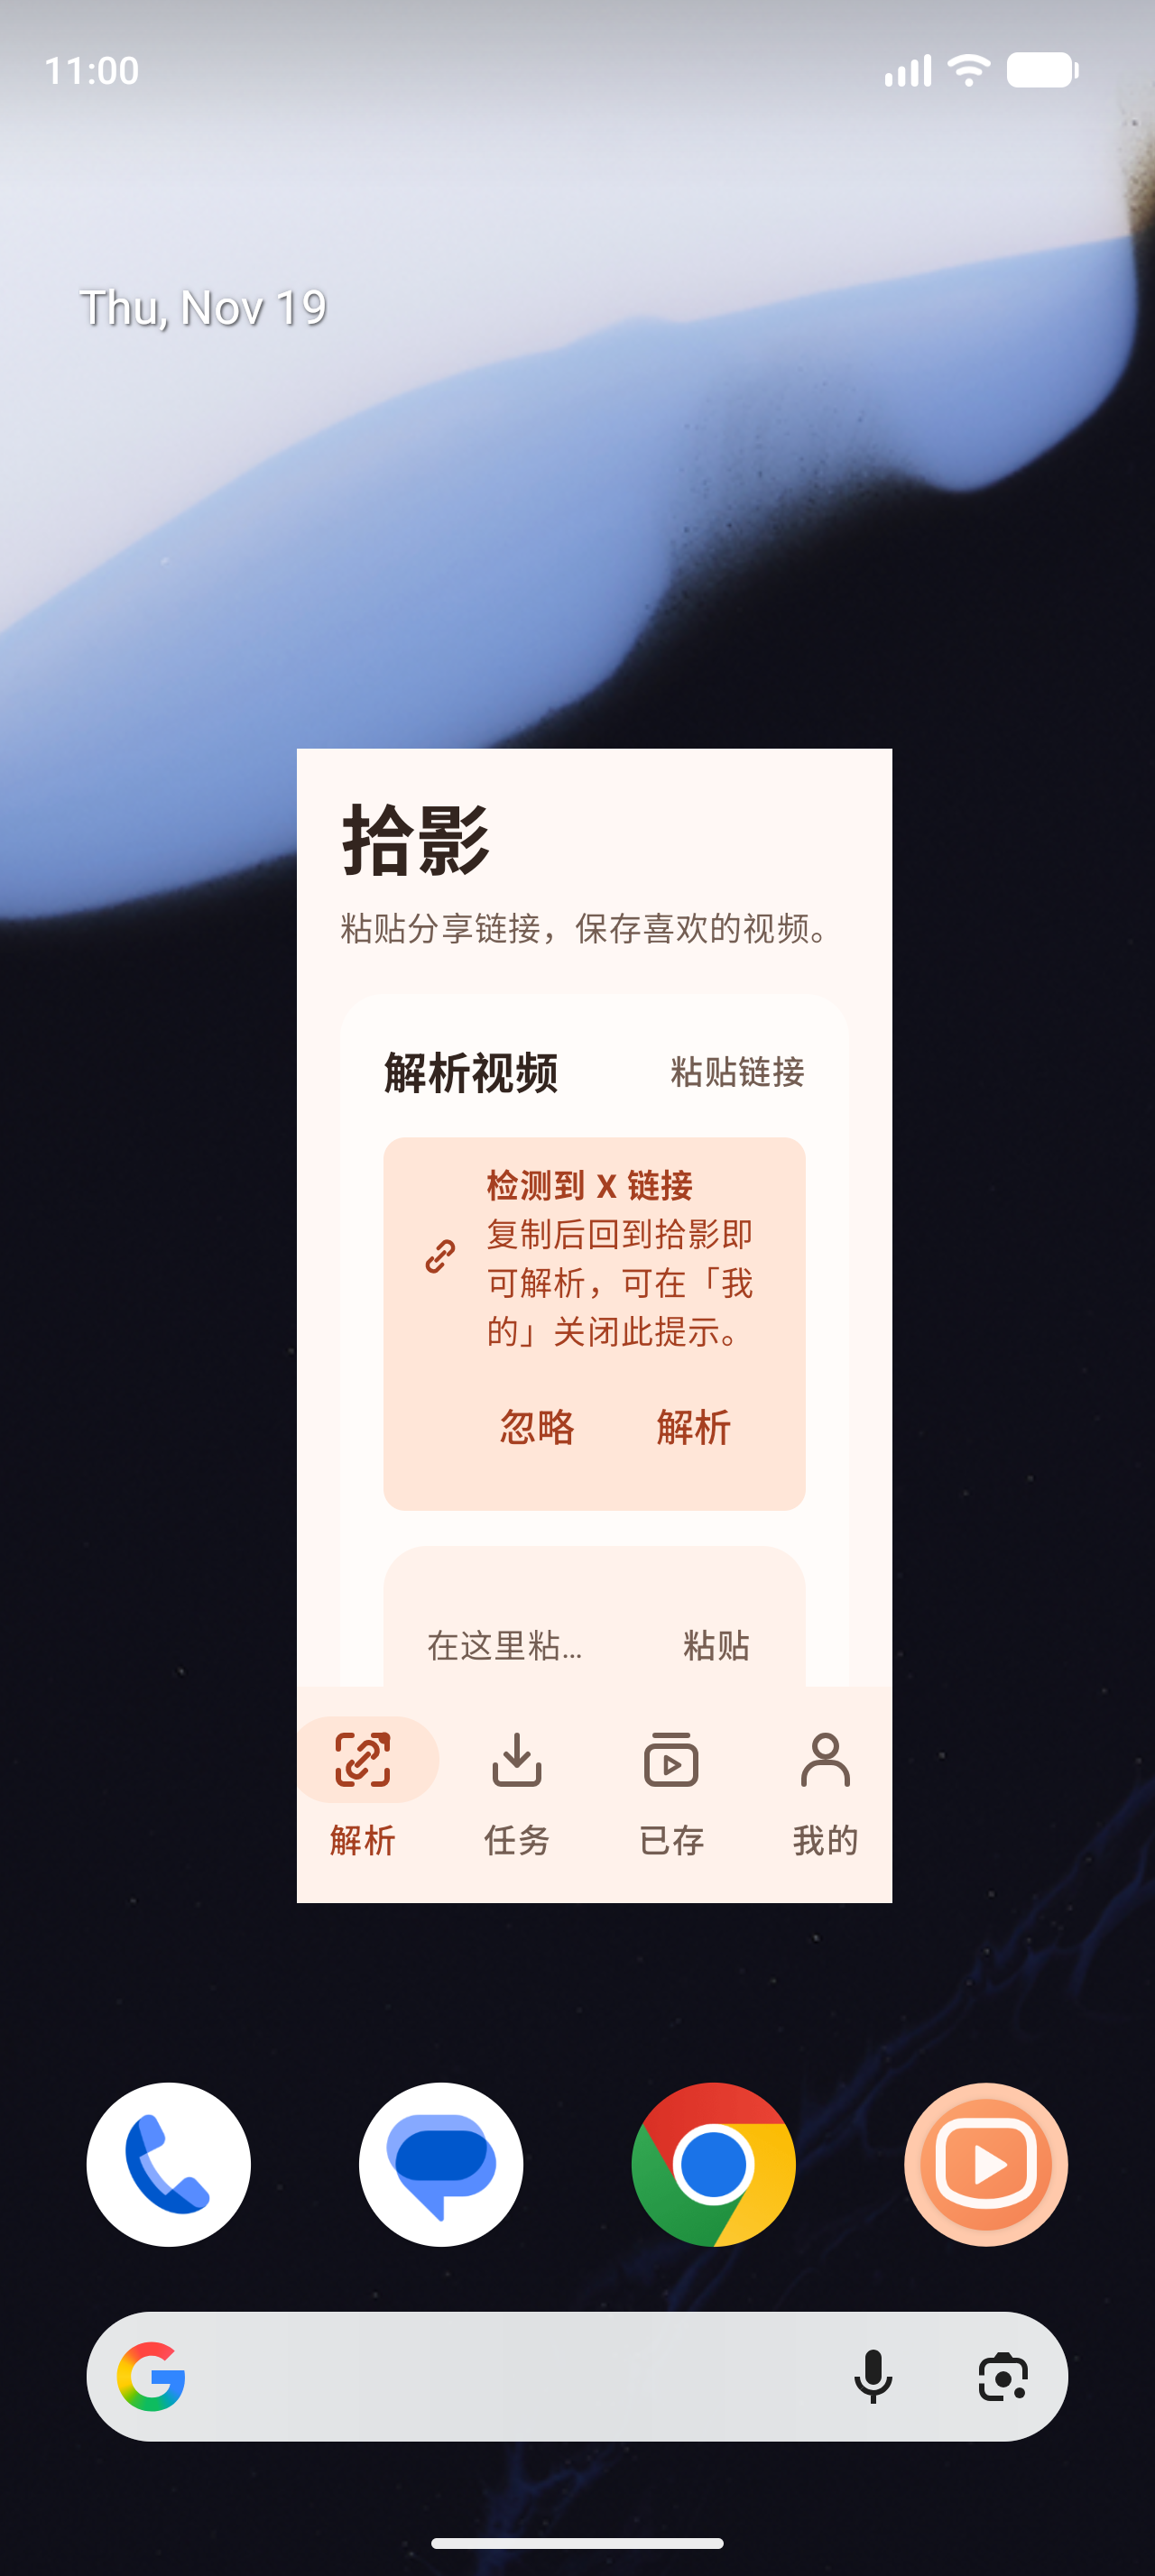 11:00
Thu, Nov 19
拾影
粘贴分享链接，保存喜欢的视频。
解析视频
粘贴链接
检测到 X 链接
复制后回到拾影即
可解析，可在「我
的」关闭此提示。
忽略
解析
在这里粘...
粘贴
解析
任务
已存
我的